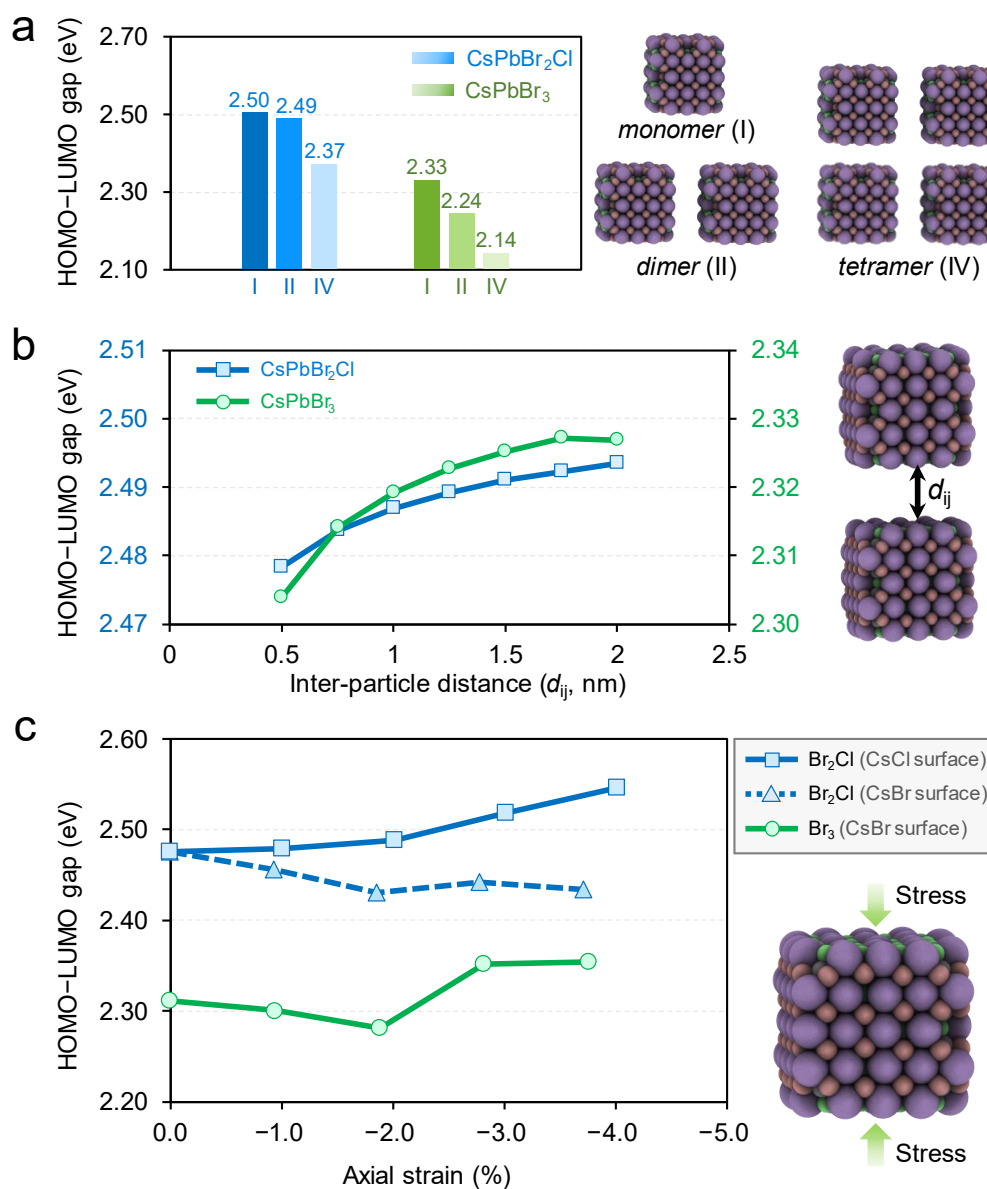 a
HOMO−LUMO gap (eV)
2.70
2.50
2.30
2.10
CsPbBr₂Cl
CsPbBr₃
2.50
2.49
2.37
2.33
2.24
2.14
I II IV
I II IV
monomer (I)
dimer (II)
tetramer (IV)
b
HOMO−LUMO gap (eV)
2.51
2.50
2.49
2.48
2.47
CsPbBr₂Cl
CsPbBr₃
2.34
2.33
2.32
2.31
2.30
0 0.5 1 1.5 2 2.5
Inter-particle distance (dᵢⱼ, nm)
dᵢⱼ
c
HOMO−LUMO gap (eV)
2.60
2.50
2.40
2.30
2.20
0.0 −1.0 −2.0 −3.0 −4.0 −5.0
Axial strain (%)
Br₂Cl (CsCl surface)
Br₂Cl (CsBr surface)
Br₃ (CsBr surface)
Stress
Stress